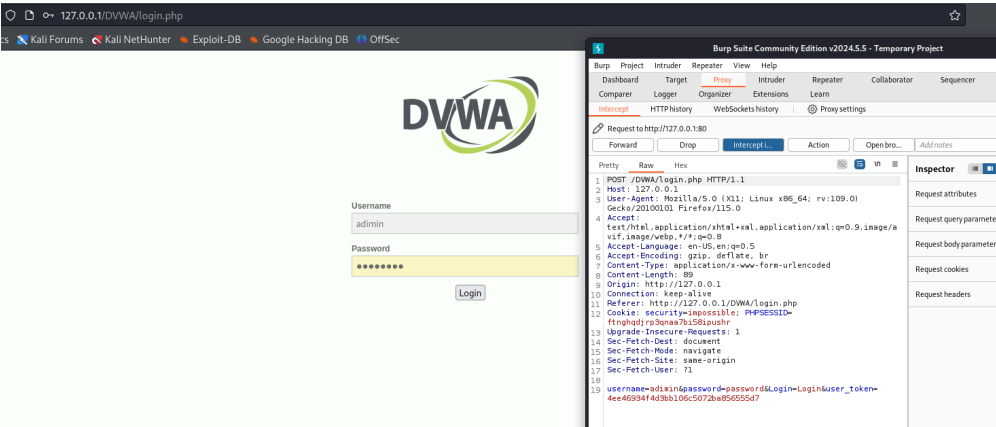 127.0.0.1/DVWA/login.php
cs Kali Forums Kali NetHunter Exploit-DB Google Hacking DB OffSec
DVWA
Username
adimin
Password
Login
Burp Suite Community Edition v2024.5.5 - Temporary Project
Burp Project Intruder Repeater View Help
Dashboard Target Proxy Intruder Repeater Collaborator Sequencer
Comparer Logger Organizer Extensions Learn
Intercept HTTP history WebSockets history Proxy settings
Request to http://127.0.0.1:80
Forward Drop Intercept i... Action Open bro... Add notes
Pretty Raw Hex \n
Inspector
Request attributes
Request query paramete
Request body parameter
Request cookies
Request headers
1 POST /DVWA/login.php HTTP/1.1
2 Host: 127.0.0.1
3 User-Agent: Mozilla/5.0 (X11; Linux x86_64; rv:109.0)
Gecko/20100101 Firefox/115.0
4 Accept:
text/html,application/xhtml+xml,application/xml;q=0.9,image/a
vif,image/webp,*/*;q=0.8
5 Accept-Language: en-US,en;q=0.5
6 Accept-Encoding: gzip, deflate, br
7 Content-Type: application/x-www-form-urlencoded
8 Content-Length: 89
9 Origin: http://127.0.0.1
10 Connection: keep-alive
11 Referer: http://127.0.0.1/DVWA/login.php
12 Cookie: security=impossible; PHPSESSID=
ftnghqdjrp3qnaa7bi58ipushr
13 Upgrade-Insecure-Requests: 1
14 Sec-Fetch-Dest: document
15 Sec-Fetch-Mode: navigate
16 Sec-Fetch-Site: same-origin
17 Sec-Fetch-User: ?1
18
19 username=adimin&password=password&Login=Login&user_token=
4ee46934f4d3bb106c5072ba856555d7